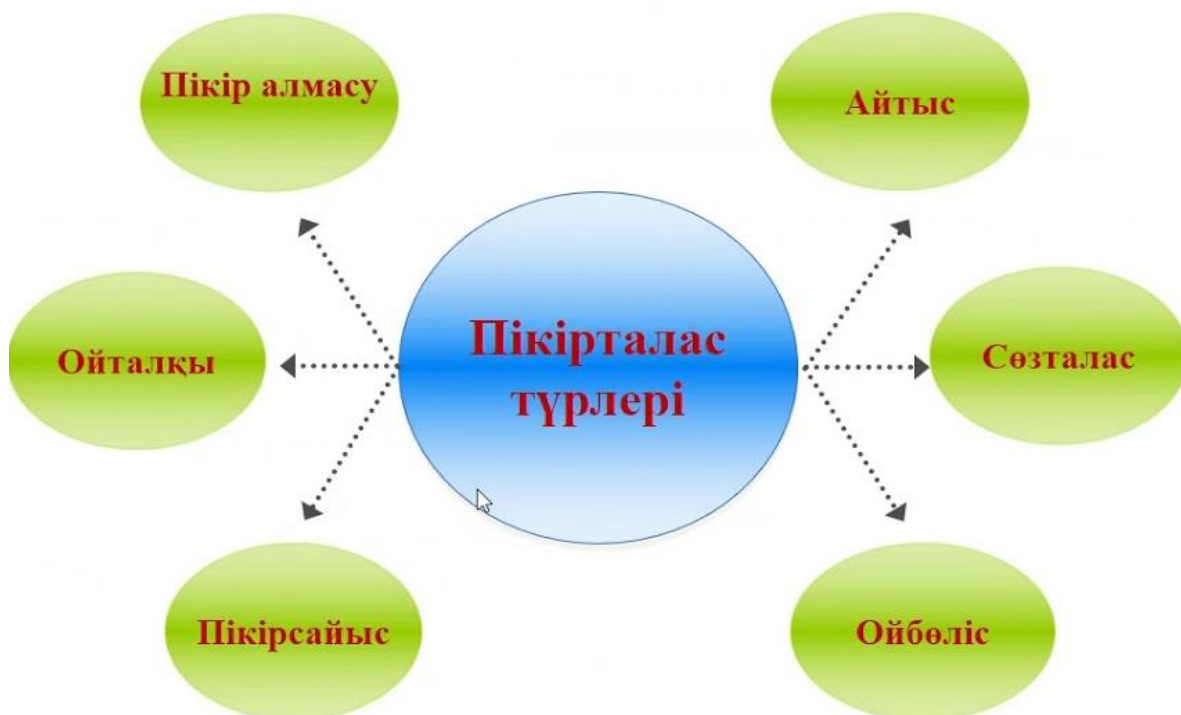 Пікір алмасу
Айтыс
Пікірталас
түрлері
Ойталқы
Сөзталас
Пікірсайыс
Ойбөліс